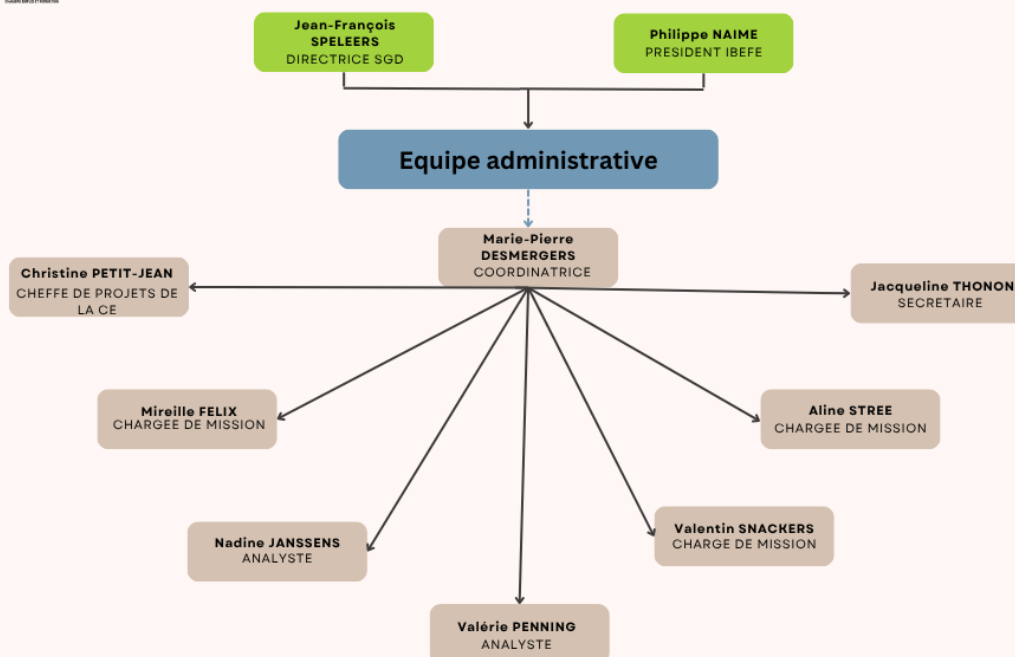 Jean-François
SPELEERS
DIRECTRICE SGD
Philippe NAIME
PRESIDENT IBEFE
Equipe administrative
Marie-Pierre
DESMERGERS
COORDINATRICE
Christine PETIT-JEAN
CHEFFE DE PROJETS DE
LA CE
Jacqueline THONON
SECRETAIRE
Mireille FELIX
CHARGEE DE MISSION
Aline STREE
CHARGEE DE MISSION
Nadine JANSSENS
ANALYSTE
Valentin SNACKERS
CHARGE DE MISSION
Valérie PENNING
ANALYSTE